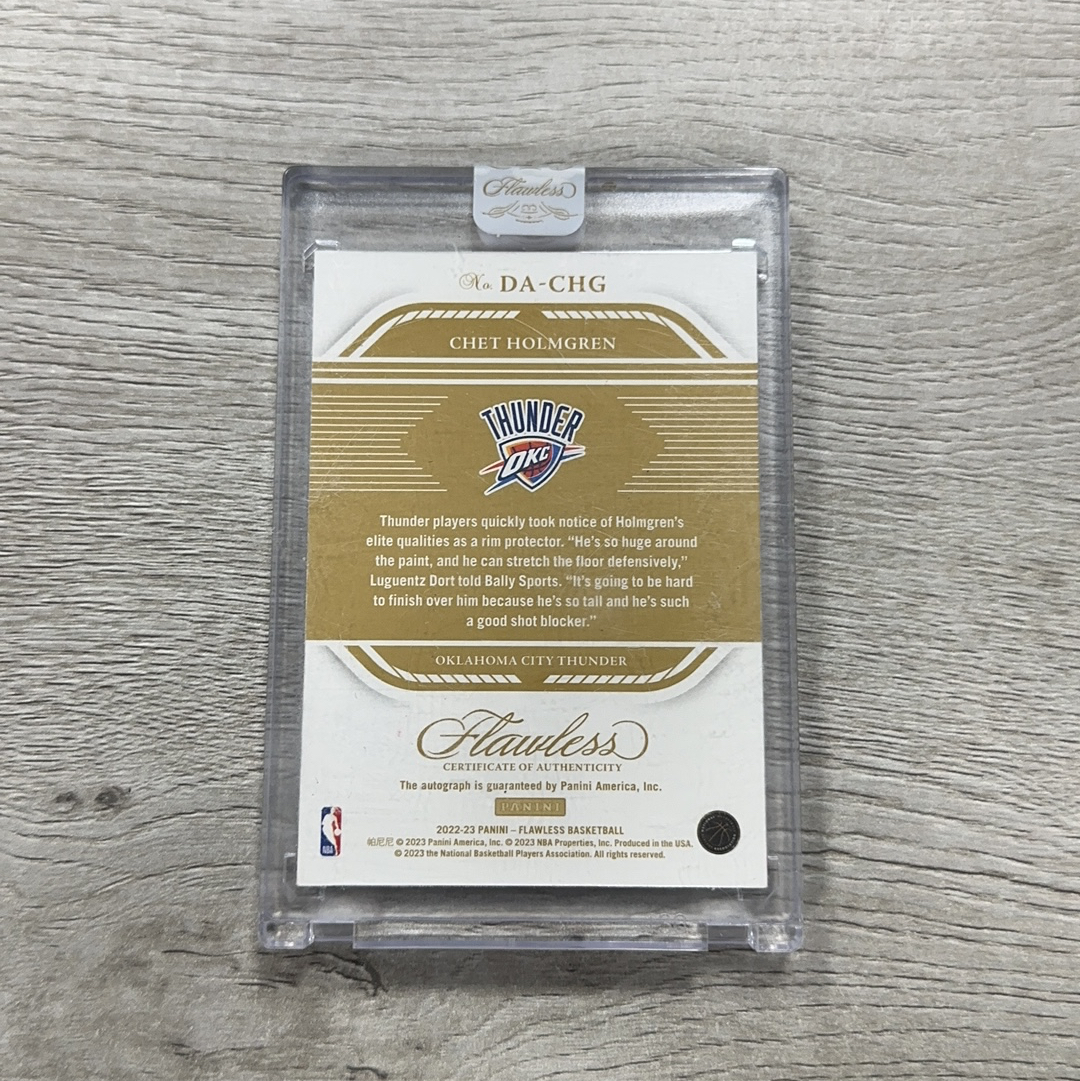 Flawless
No. DA-CHG
CHET HOLMGREN
THUNDER
OKC
Thunder players quickly took notice of Holmgren's
elite qualities as a rim protector. “He's so huge around
the paint, and he can stretch the floor defensively,”
Luguentz Dort told Bally Sports. “It's going to be hard
to finish over him because he's so tall and he's such
a good shot blocker.”
OKLAHOMA CITY THUNDER
Flawless
CERTIFICATE OF AUTHENTICITY
The autograph is guaranteed by Panini America, Inc.
PANINI
2022-23 PANINI – FLAWLESS BASKETBALL
帕尼尼 © 2023 Panini America, Inc. © 2023 NBA Properties, Inc. Produced in the USA.
© 2023 the National Basketball Players Association. All rights reserved.
NBA